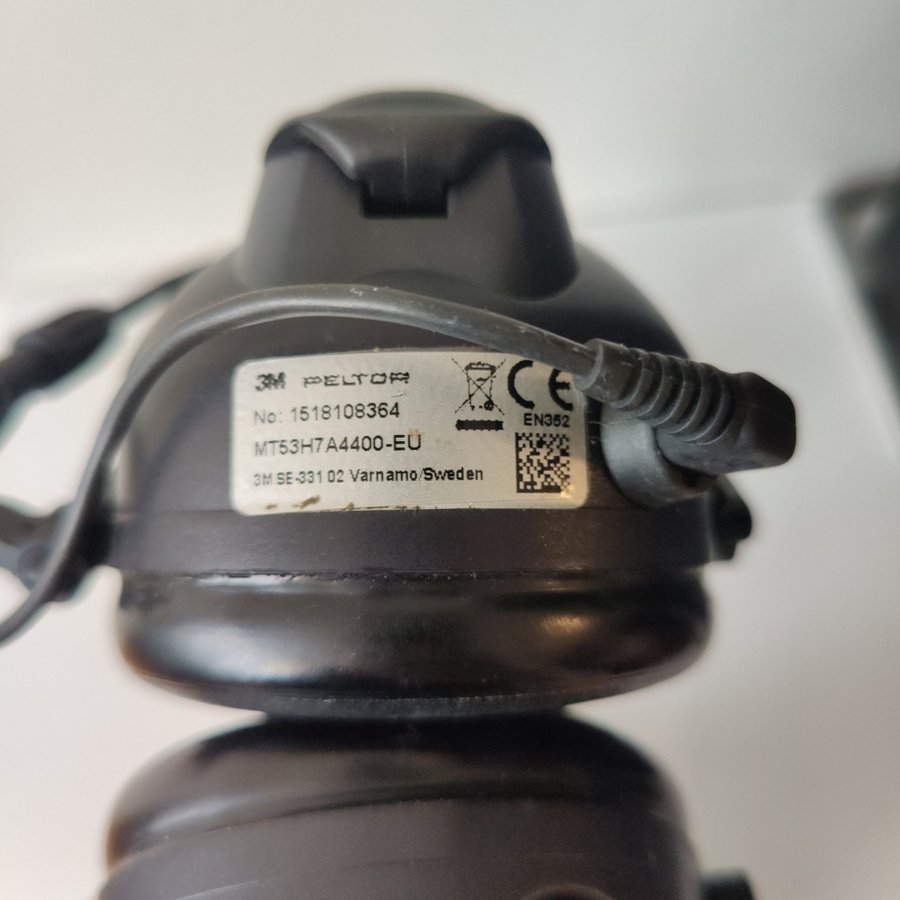 3M PELTOR
No: 1518108364
MT53H7A4400-EU
3M SE-331 02 Varnamo/Sweden
CE
EN352